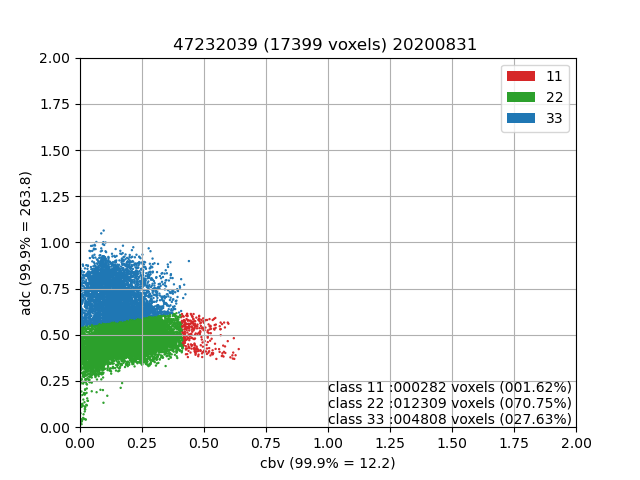 47232039 (17399 voxels) 20200831
2.00
1.75
1.50
1.25
1.00
0.75
0.50
0.25
0.00
adc (99.9% = 263.8)
11
22
33
class 11 :000282 voxels (001.62%)
class 22 :012309 voxels (070.75%)
class 33 :004808 voxels (027.63%)
0.00 0.25 0.50 0.75 1.00 1.25 1.50 1.75 2.00
cbv (99.9% = 12.2)